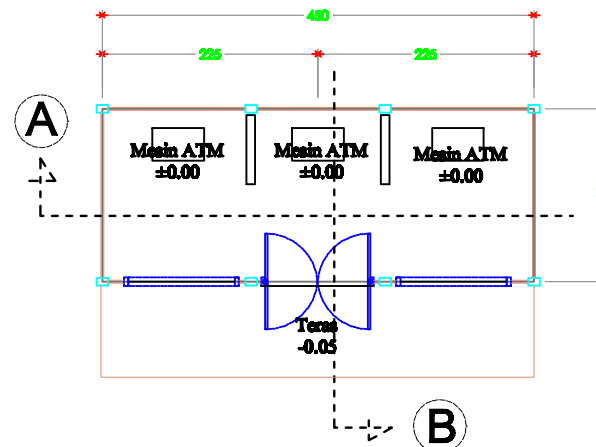 450
225 225
A
Mesin ATM Mesin ATM Mesin ATM
±0.00 ±0.00 ±0.00
Teras
-0.05
B